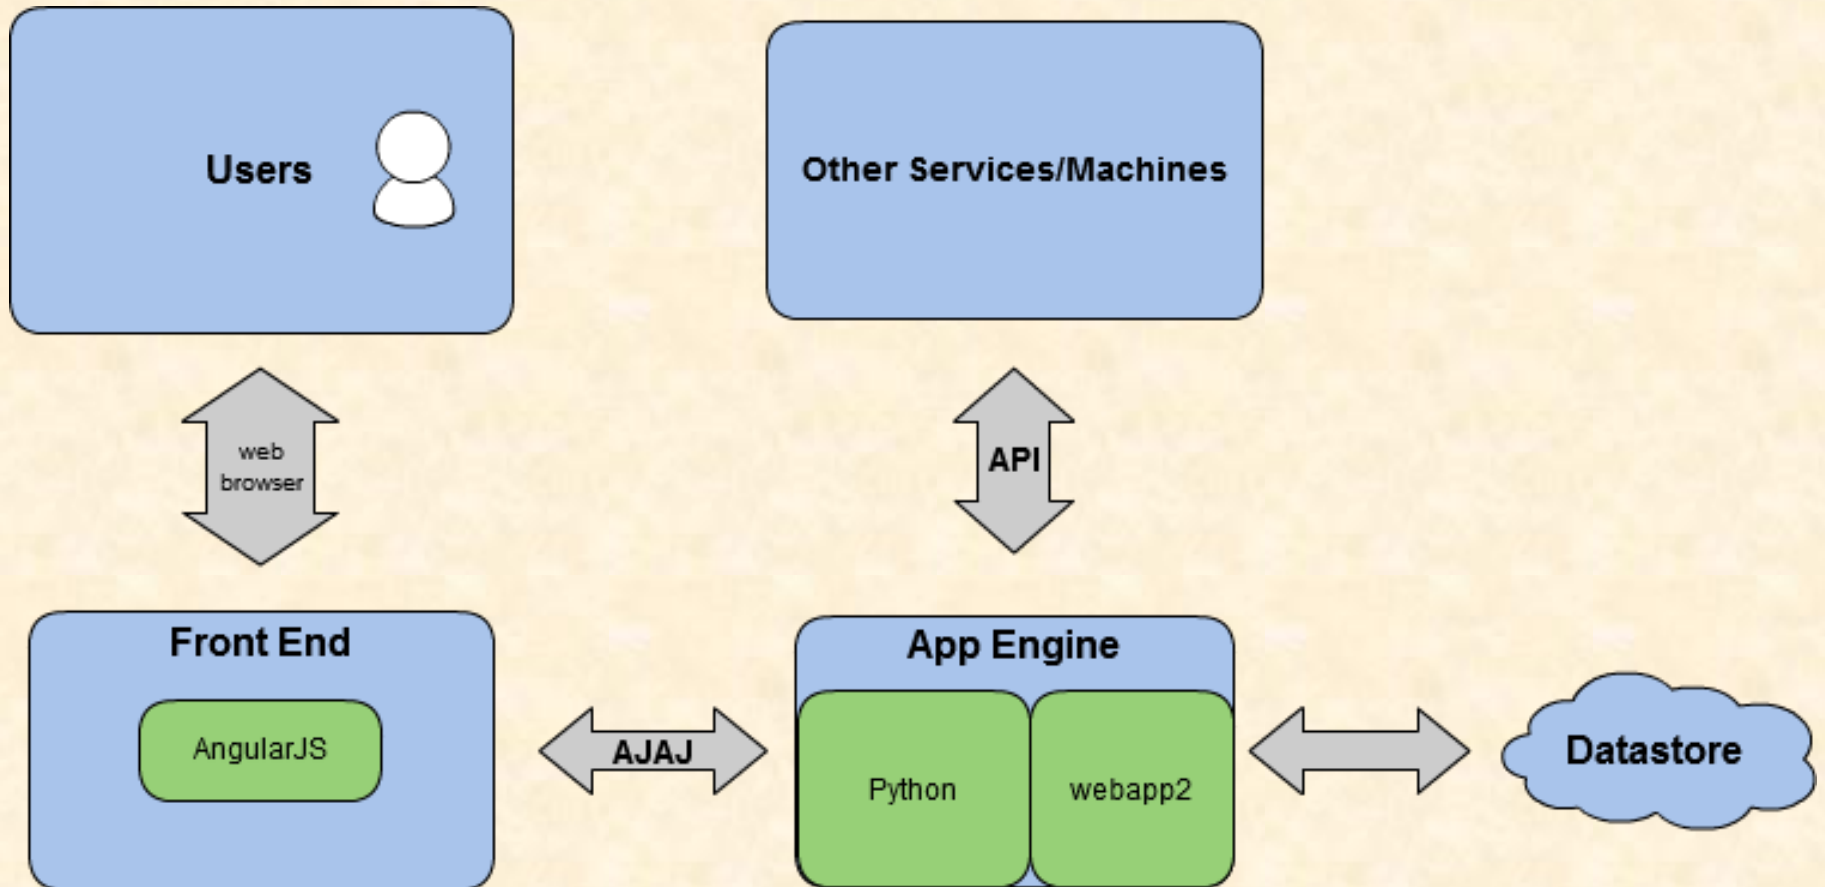 Users
Other Services/Machines
web
browser
API
Front End
App Engine
AngularJS
AJAJ
Python
webapp2
Datastore